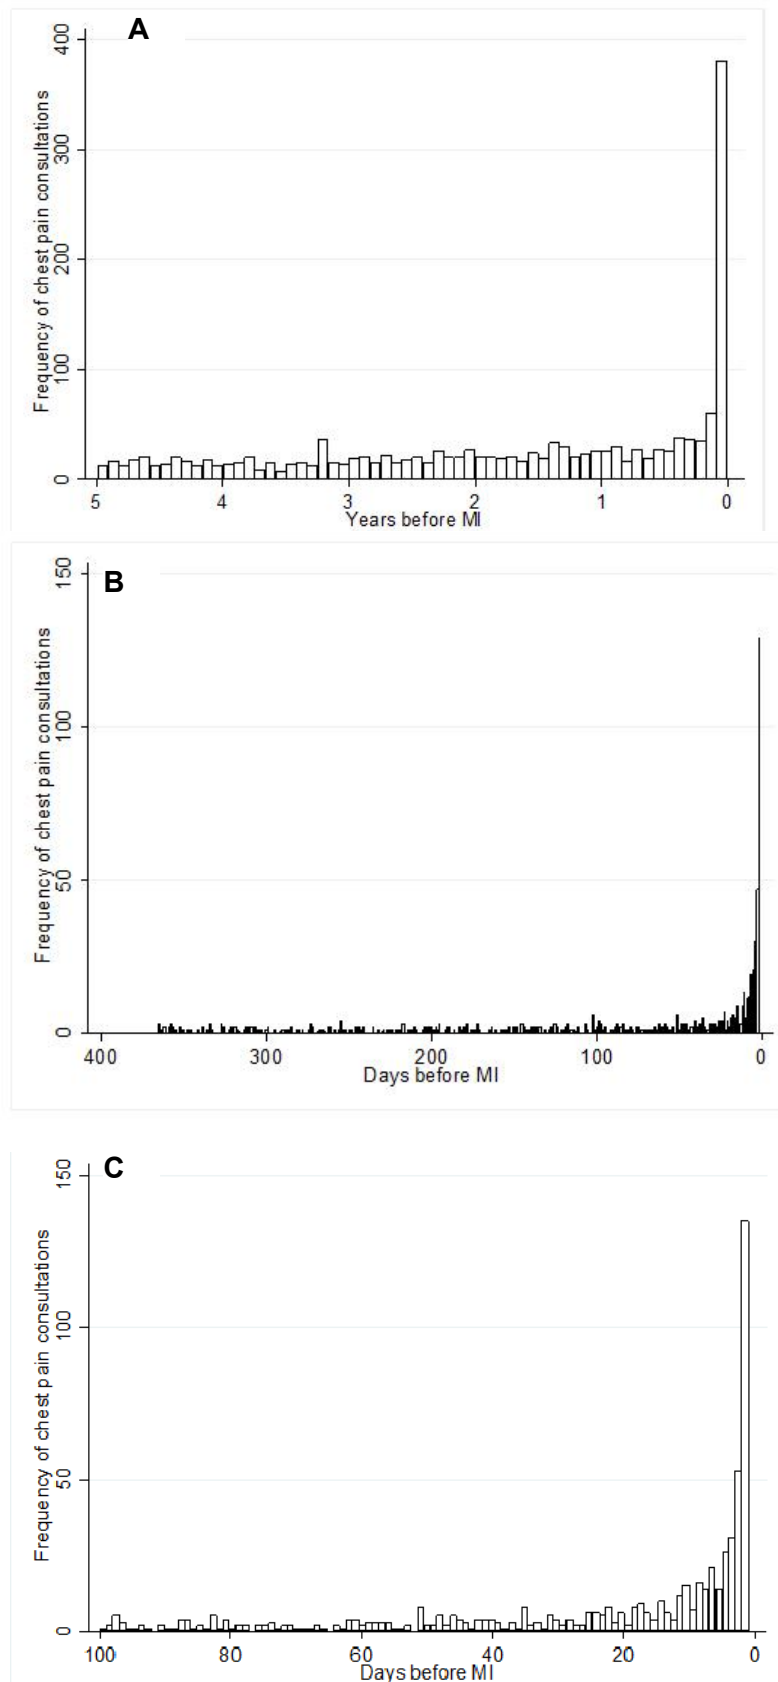 A
Frequency of chest pain consultations
400
300
200
100
0
5 4 3 2 1 0
Years before MI
B
Frequency of chest pain consultations
150
100
50
0
400 300 200 100 0
Days before MI
C
Frequency of chest pain consultations
150
100
50
0
100 80 60 40 20 0
Days before MI